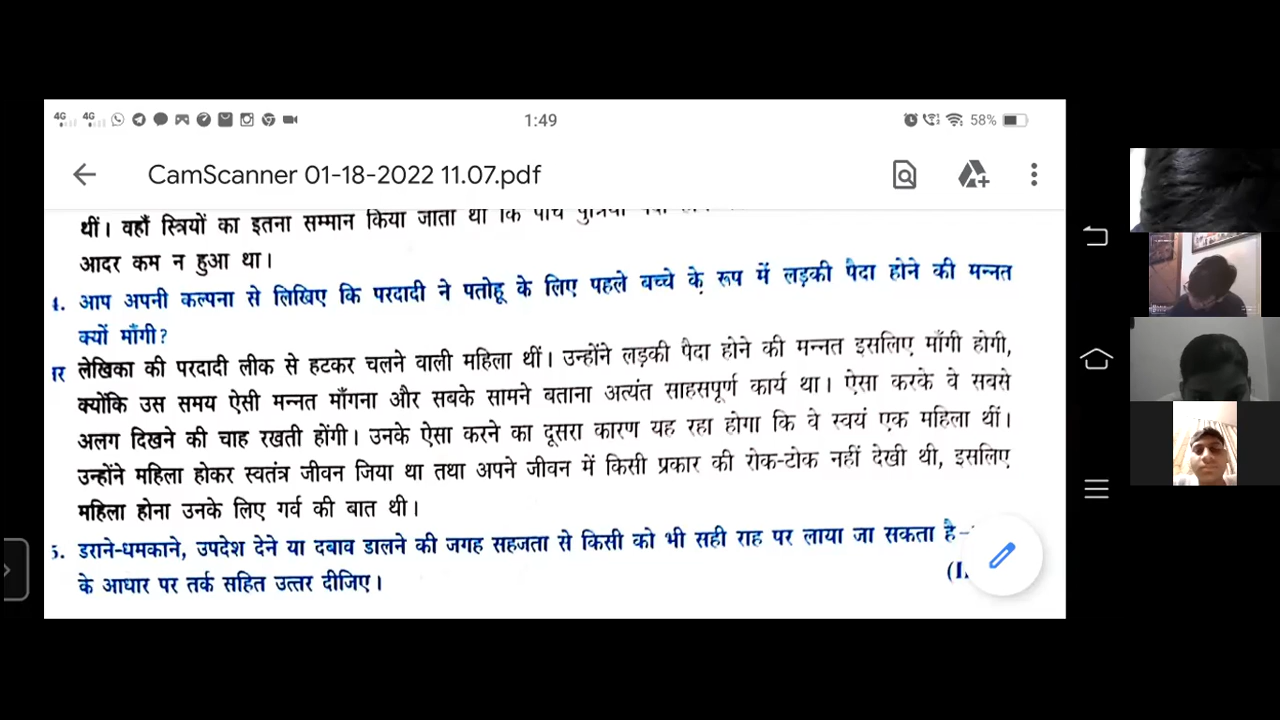 4G 4G 1:49 58%
CamScanner 01-18-2022 11.07.pdf
थीं। वहाँ स्त्रियों का इतना सम्मान किया जाता था कि पाँच
आदर कम न हुआ था।
4. आप अपनी कल्पना से लिखिए कि परदादी ने पतोहू के लिए पहले बच्चे के रूप में लड़की पैदा होने की मन्नत
क्यों माँगी?
लेखिका की परदादी लीक से हटकर चलने वाली महिला थीं। उन्होंने लड़की पैदा होने की मन्नत इसलिए माँगी होगी,
क्योंकि उस समय ऐसी मन्नत माँगना और सबके सामने बताना अत्यंत साहसपूर्ण कार्य था। ऐसा करके वे सबसे
अलग दिखने की चाह रखती होंगी। उनके ऐसा करने का दूसरा कारण यह रहा होगा कि वे स्वयं एक महिला थीं।
उन्होंने महिला होकर स्वतंत्र जीवन जिया था तथा अपने जीवन में किसी प्रकार की रोक-टोक नहीं देखी थी, इसलिए
महिला होना उनके लिए गर्व की बात थी।
5. डराने-धमकाने, उपदेश देने या दबाव डालने की जगह सहजता से किसी को भी सही राह पर लाया जा सकता है-
के आधार पर तर्क सहित उत्तर दीजिए।